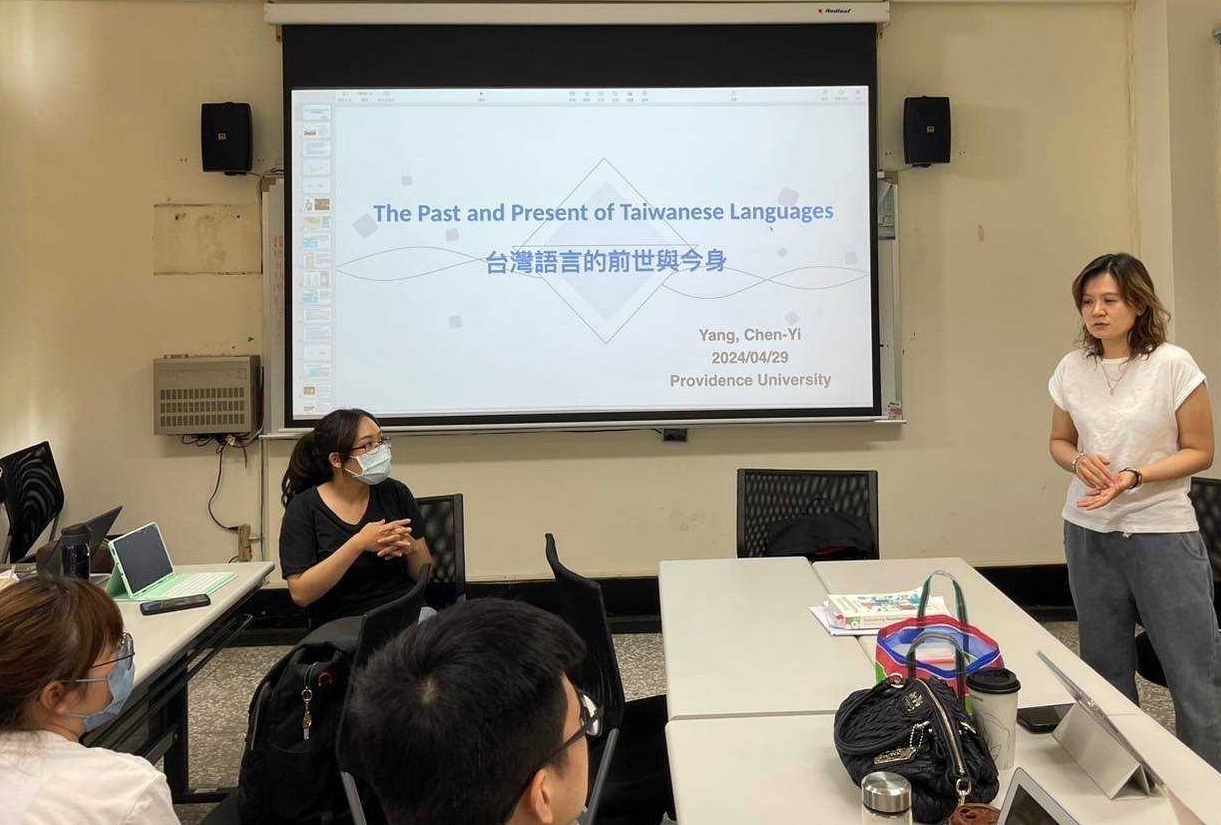 Redleaf
The Past and Present of Taiwanese Languages
台灣語言的前世與今身
Yang, Chen-Yi
2024/04/29
Providence University